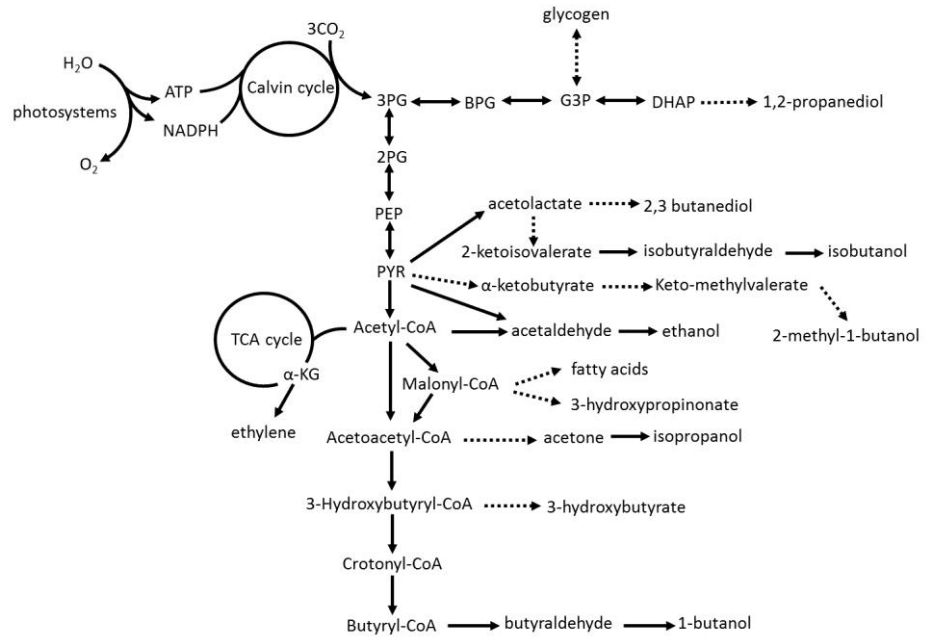 glycogen
3CO₂
H₂O
ATP
Calvin cycle
photosystems
NADPH
O₂
3PG
BPG
G3P
DHAP
1,2-propanediol
2PG
PEP
acetolactate
2,3 butanediol
2-ketoisovalerate
isobutyraldehyde
isobutanol
PYR
α-ketobutyrate
Keto-methylvalerate
2-methyl-1-butanol
Acetyl-CoA
acetaldehyde
ethanol
TCA cycle
α-KG
ethylene
Malonyl-CoA
fatty acids
3-hydroxypropinonate
Acetoacetyl-CoA
acetone
isopropanol
3-Hydroxybutyryl-CoA
3-hydroxybutyrate
Crotonyl-CoA
Butyryl-CoA
butyraldehyde
1-butanol